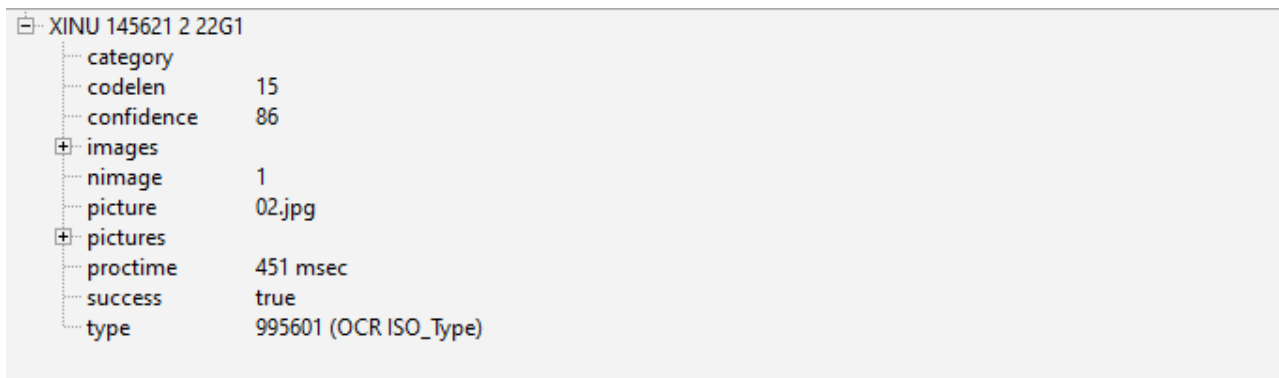 XINU 145621 2 22G1
category
codelen 15
confidence 86
images
nimage 1
picture 02.jpg
pictures
proctime 451 msec
success true
type 995601 (OCR ISO_Type)